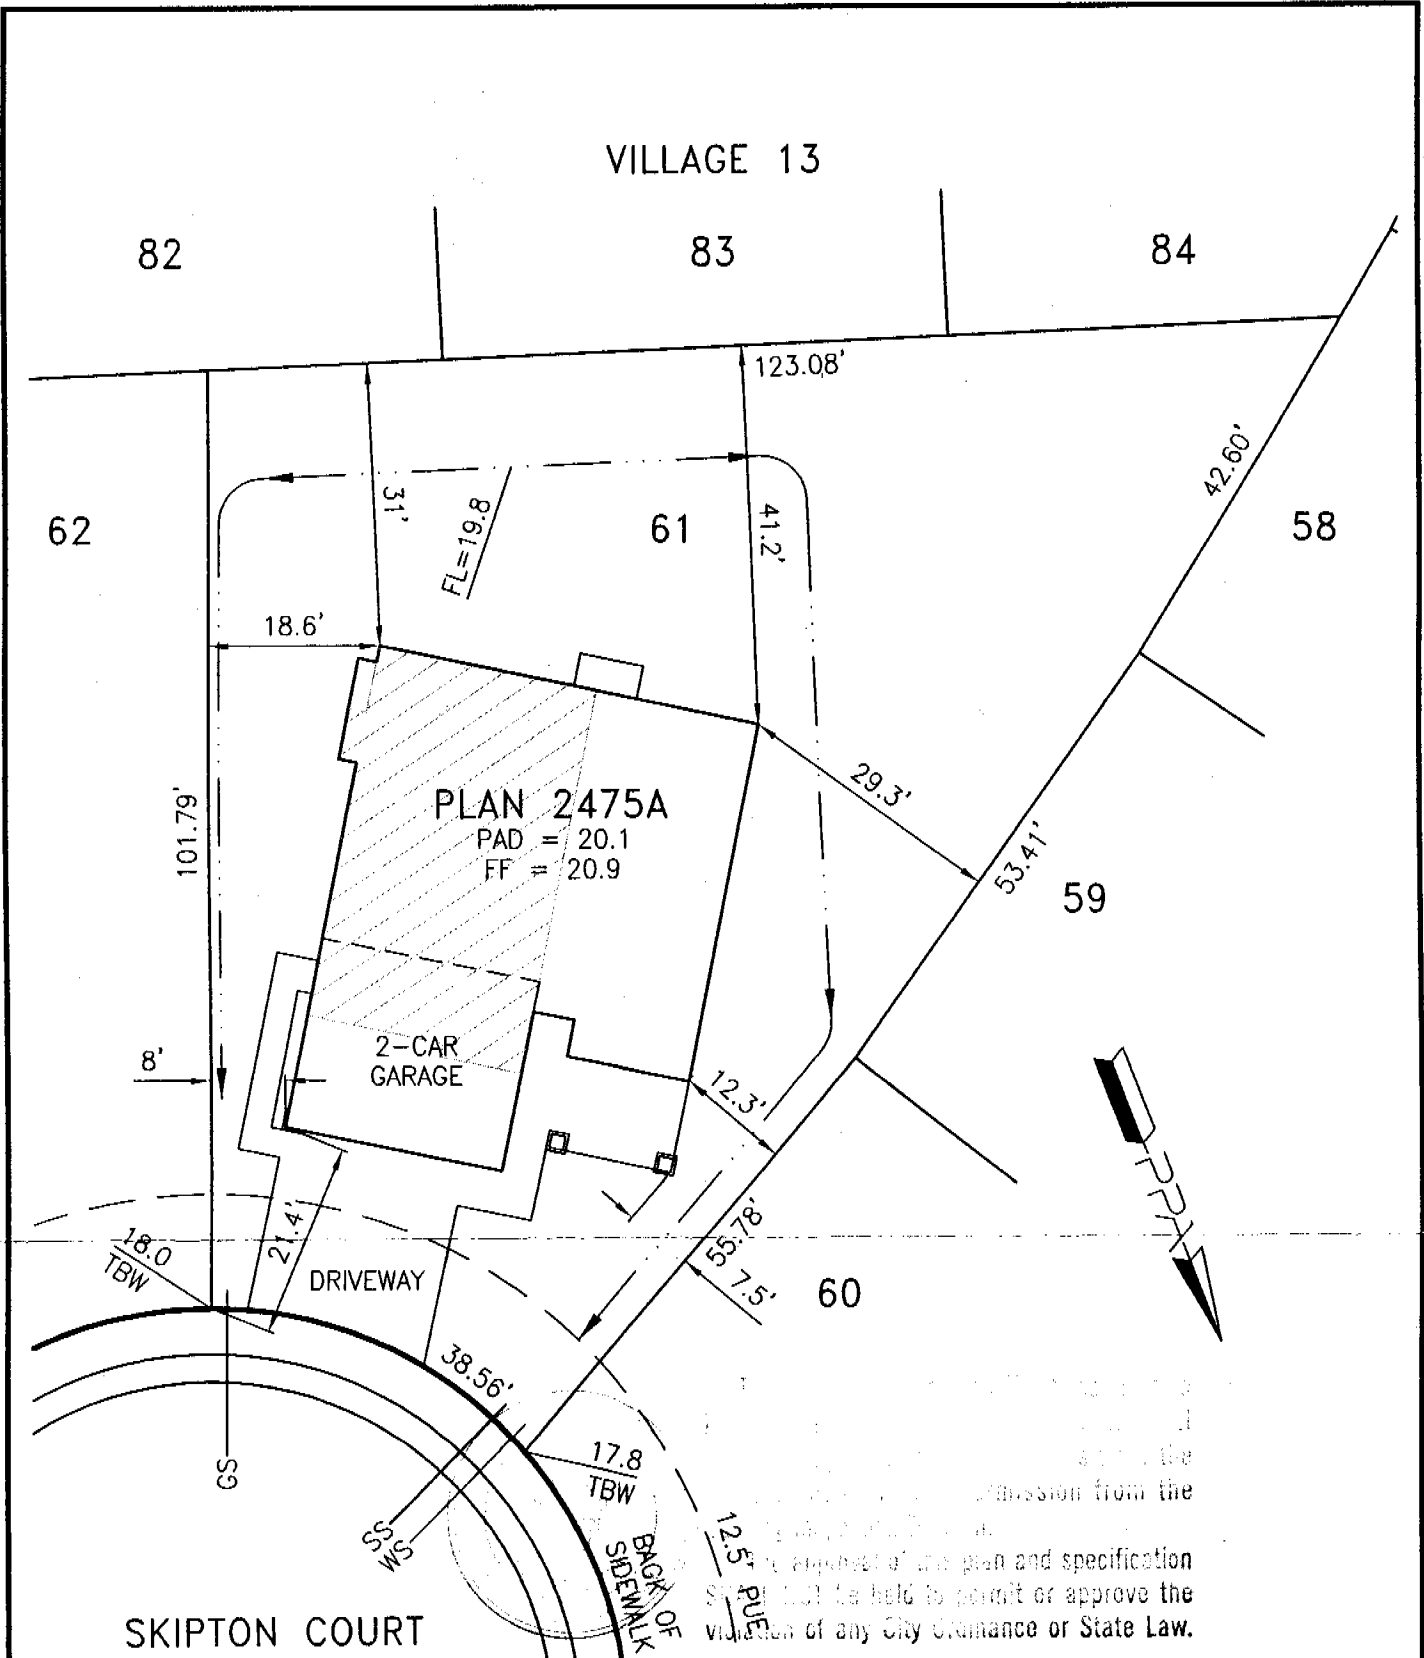 VILLAGE 13
82
83
84
123.08'
42.60'
62
31'
FL=19.8
61
41.2'
58
18.6'
29.3'
PLAN 2475A
PAD = 20.1
FF = 20.9
101.79'
53.41'
59
2-CAR
GARAGE
8'
12.3'
21.4'
18.0
TBW
DRIVEWAY
55.78'
7.5'
60
38.56'
17.8
TBW
GS
SS
WS
BACK OF
SIDEWALK
12.5' PUE
the
from the
of the plan and specification
be held to permit or approve the
violation of any City Ordinance or State Law.
SKIPTON COURT